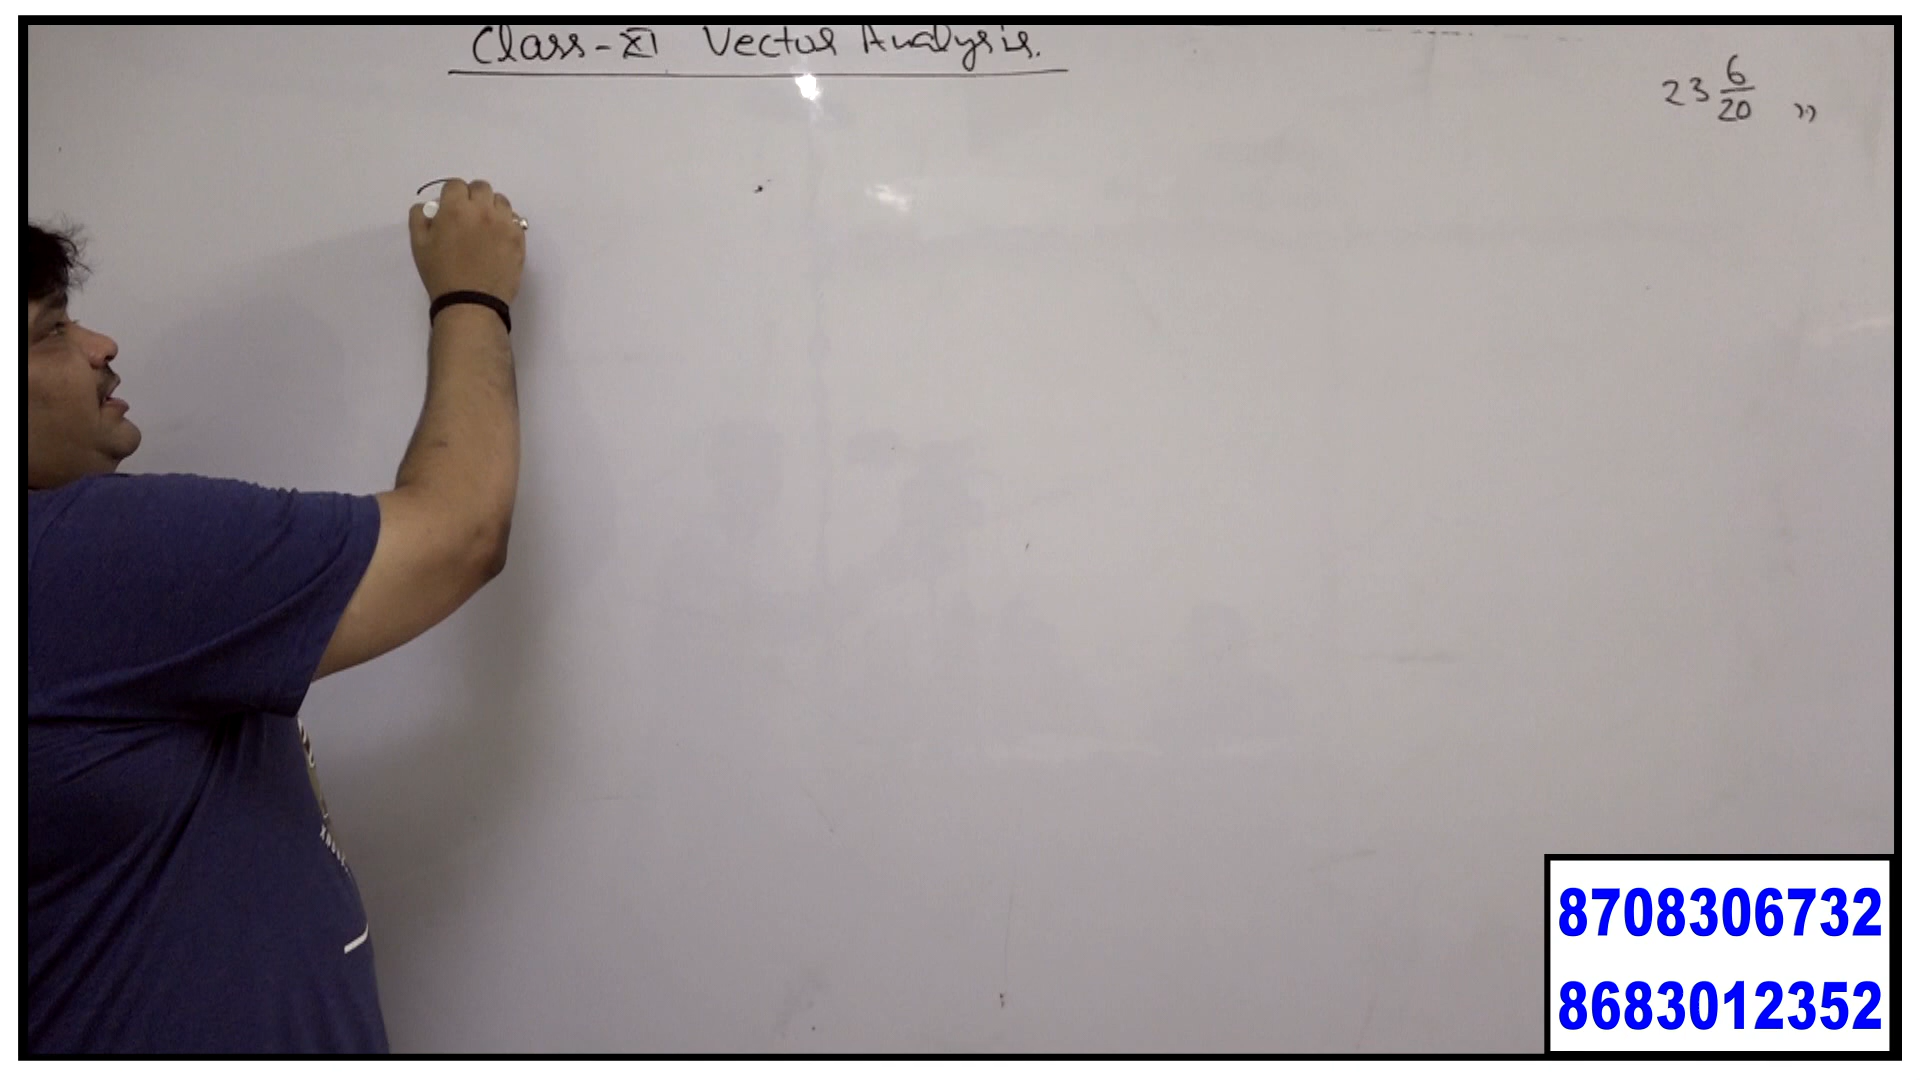 Class-XI Vector Analysis.
23 6/20 ,,
8708306732
8683012352